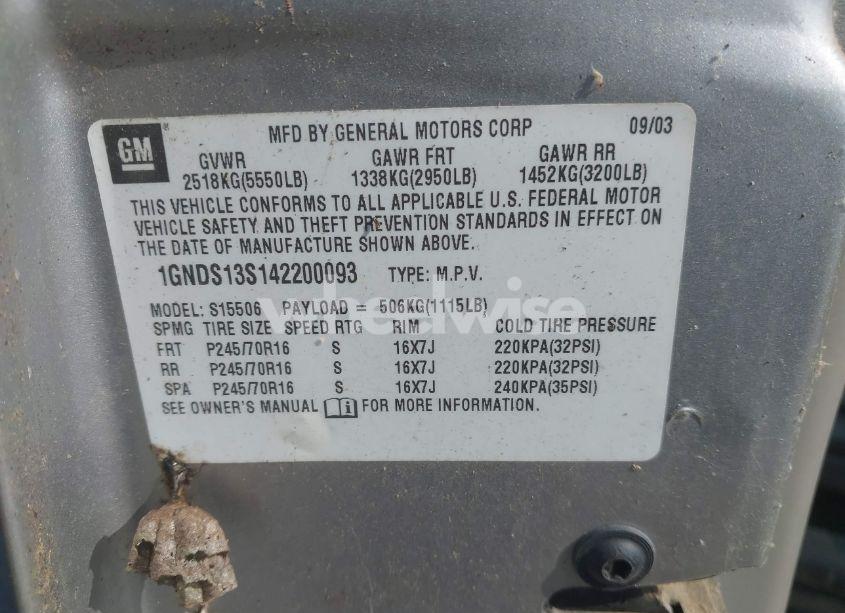 GM
MFD BY GENERAL MOTORS CORP 09/03
GVWR GAWR FRT GAWR RR
2518KG(5550LB) 1338KG(2950LB) 1452KG(3200LB)
THIS VEHICLE CONFORMS TO ALL APPLICABLE U.S. FEDERAL MOTOR
VEHICLE SAFETY AND THEFT PREVENTION STANDARDS IN EFFECT ON
THE DATE OF MANUFACTURE SHOWN ABOVE.
1GNDS13S142200093 TYPE: M.P.V.
MODEL: S15506 PAYLOAD = 506KG(1115LB)
wheelwise
SPMG TIRE SIZE SPEED RTG RIM COLD TIRE PRESSURE
FRT P245/70R16 S 16X7J 220KPA(32PSI)
RR P245/70R16 S 16X7J 220KPA(32PSI)
SPA P245/70R16 S 16X7J 240KPA(35PSI)
SEE OWNER'S MANUAL FOR MORE INFORMATION.